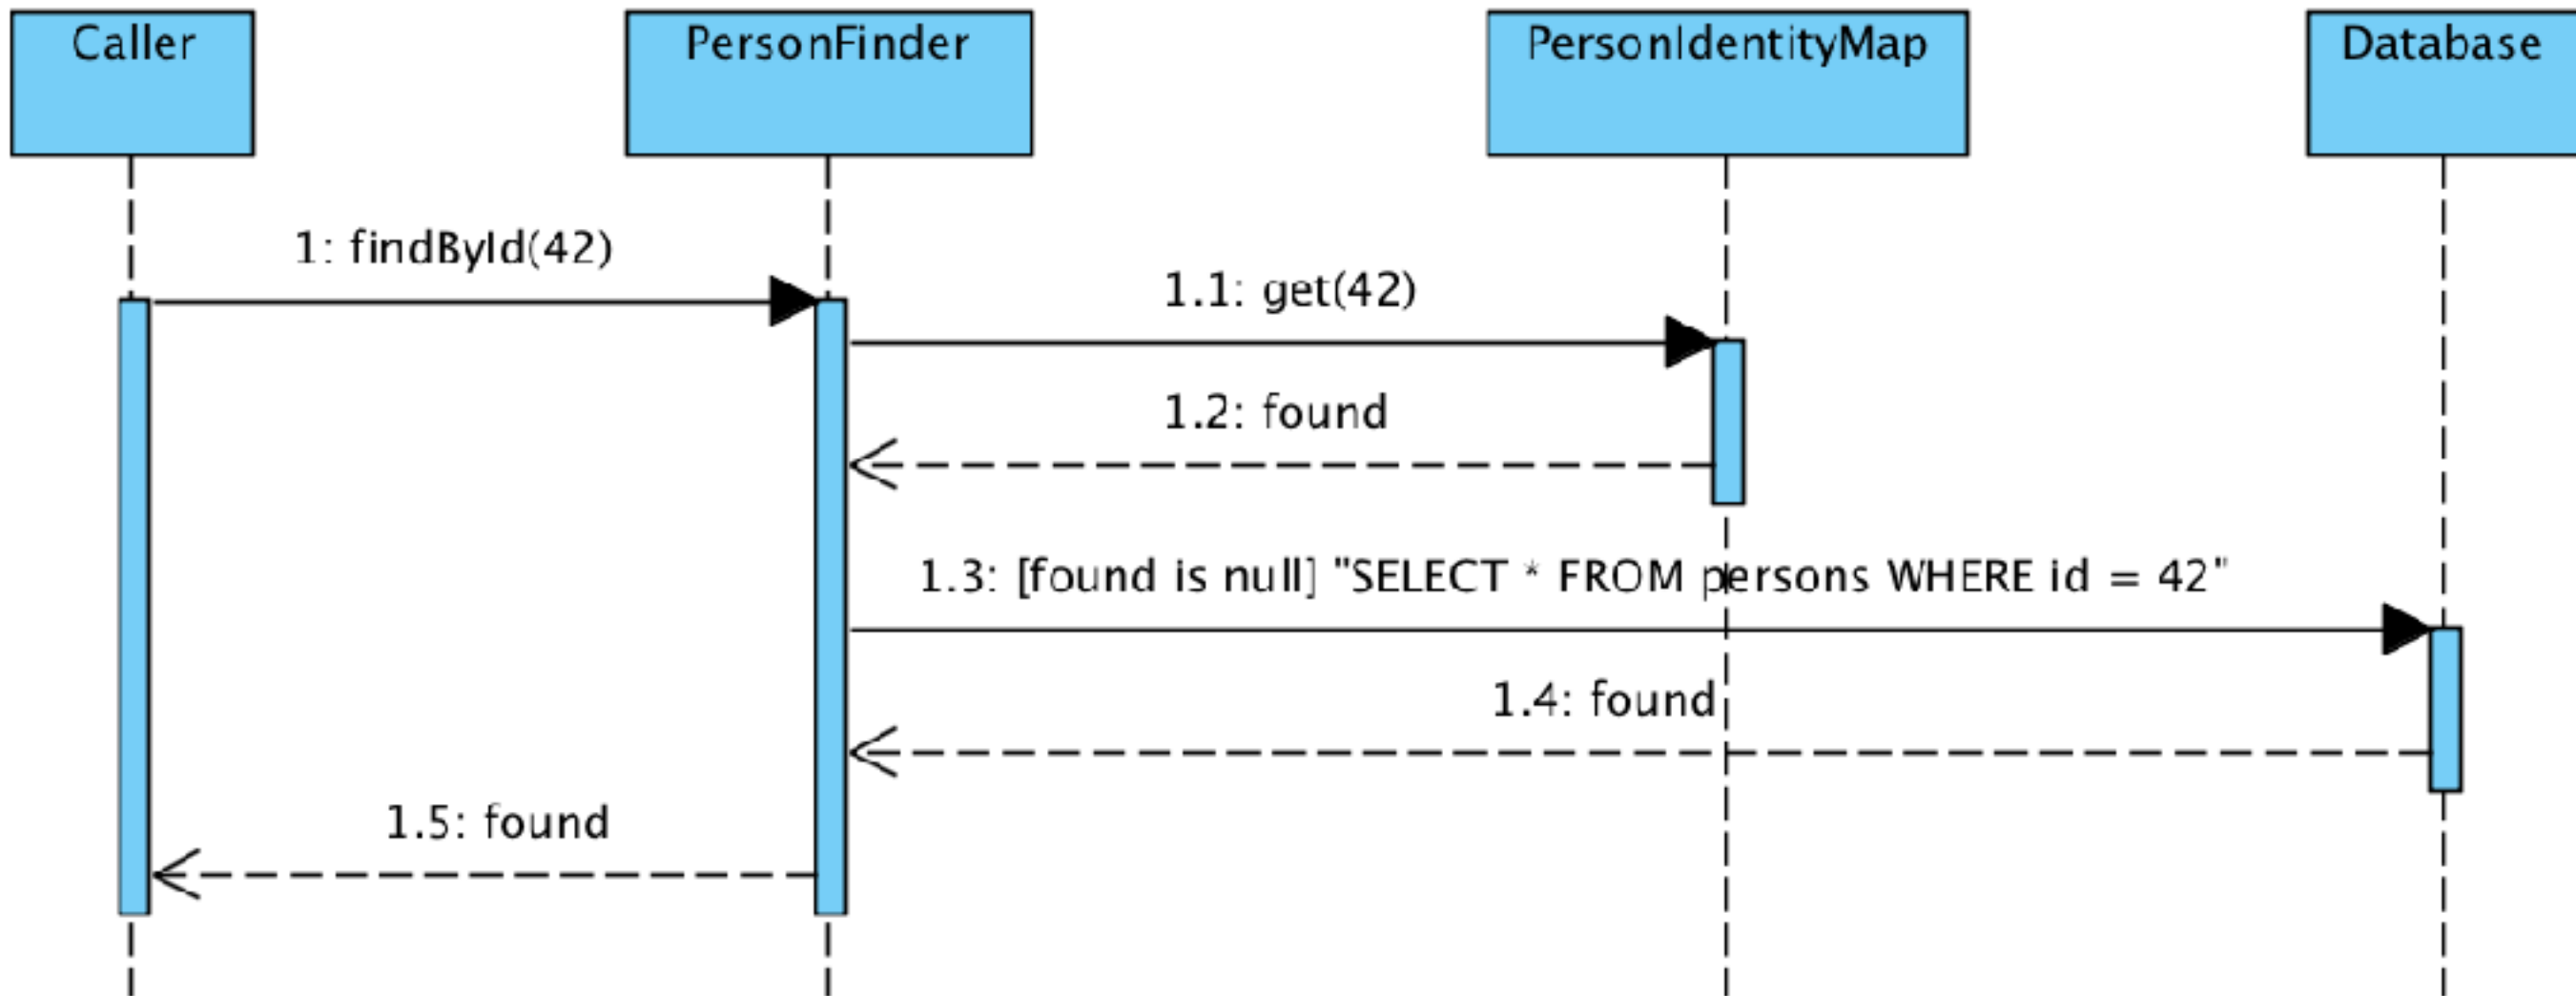 Caller
PersonFinder
PersonIdentityMap
Database
1: findById(42)
1.1: get(42)
1.2: found
1.3: [found is null] "SELECT * FROM persons WHERE id = 42"
1.4: found
1.5: found